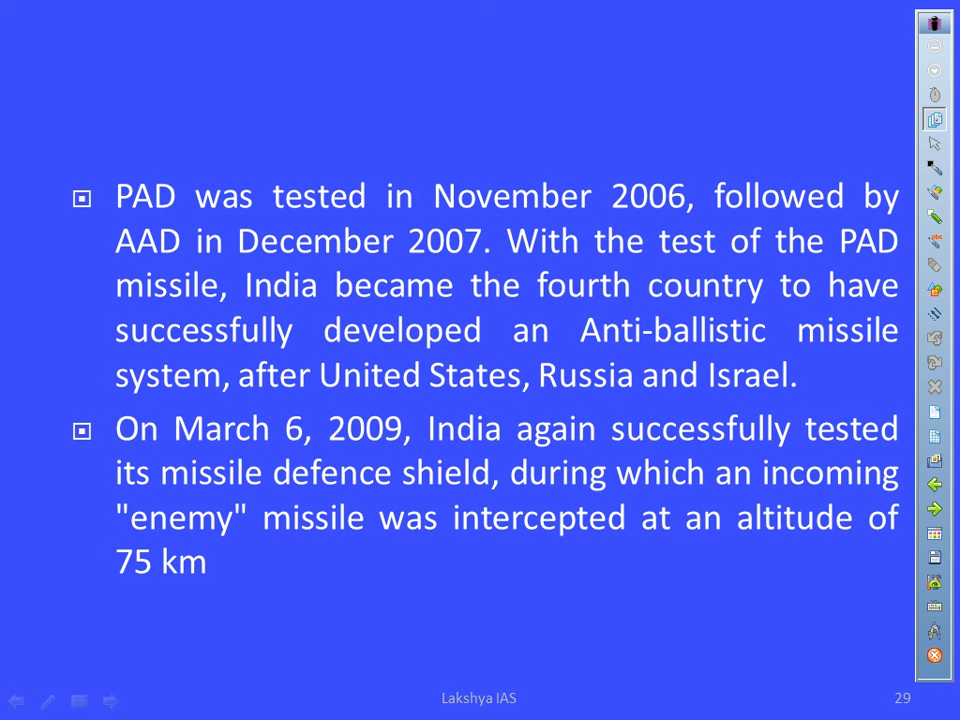 PAD was tested in November 2006, followed by
AAD in December 2007. With the test of the PAD
missile, India became the fourth country to have
successfully developed an Anti-ballistic missile
system, after United States, Russia and Israel.
On March 6, 2009, India again successfully tested
its missile defence shield, during which an incoming
"enemy" missile was intercepted at an altitude of
75 km
Lakshya IAS
29